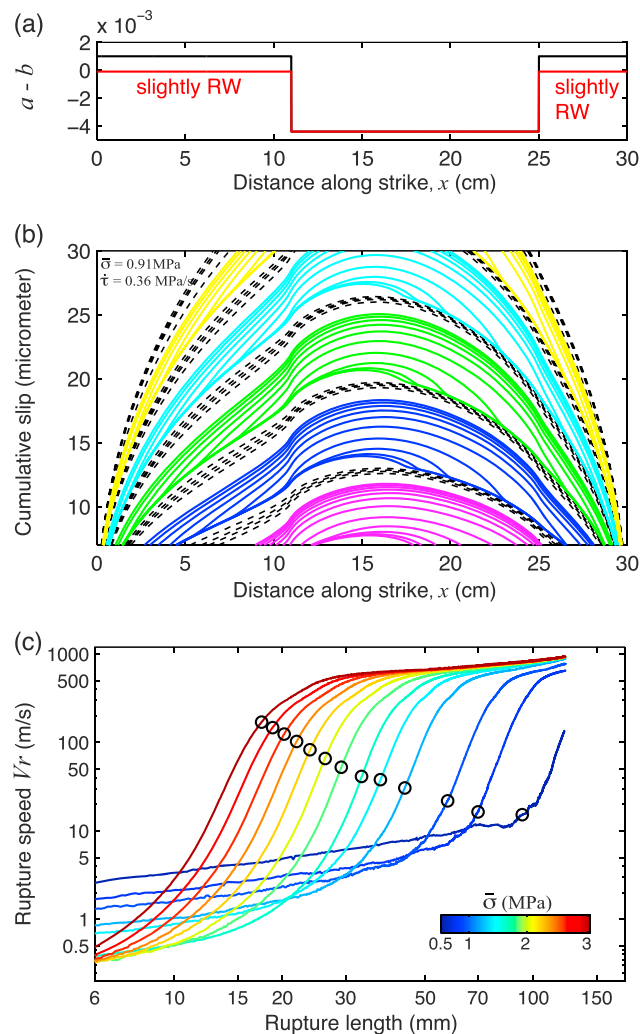 (a)
x 10⁻³
2
0
−2
−4
a - b
slightly RW
slightly
RW
0 5 10 15 20 25 30
Distance along strike, x (cm)
(b)
30
25
20
15
10
Cumulative slip (micrometer)
σ̄ = 0.91MPa
τ̇ = 0.36 MPa/s
0 5 10 15 20 25 30
Distance along strike, x (cm)
(c)
1000
500
100
50
10
5
1
0.5
Rupture speed Vr (m/s)
σ̄ (MPa)
0.5 1 2 3
6 10 15 20 30 50 70 100 150
Rupture length (mm)